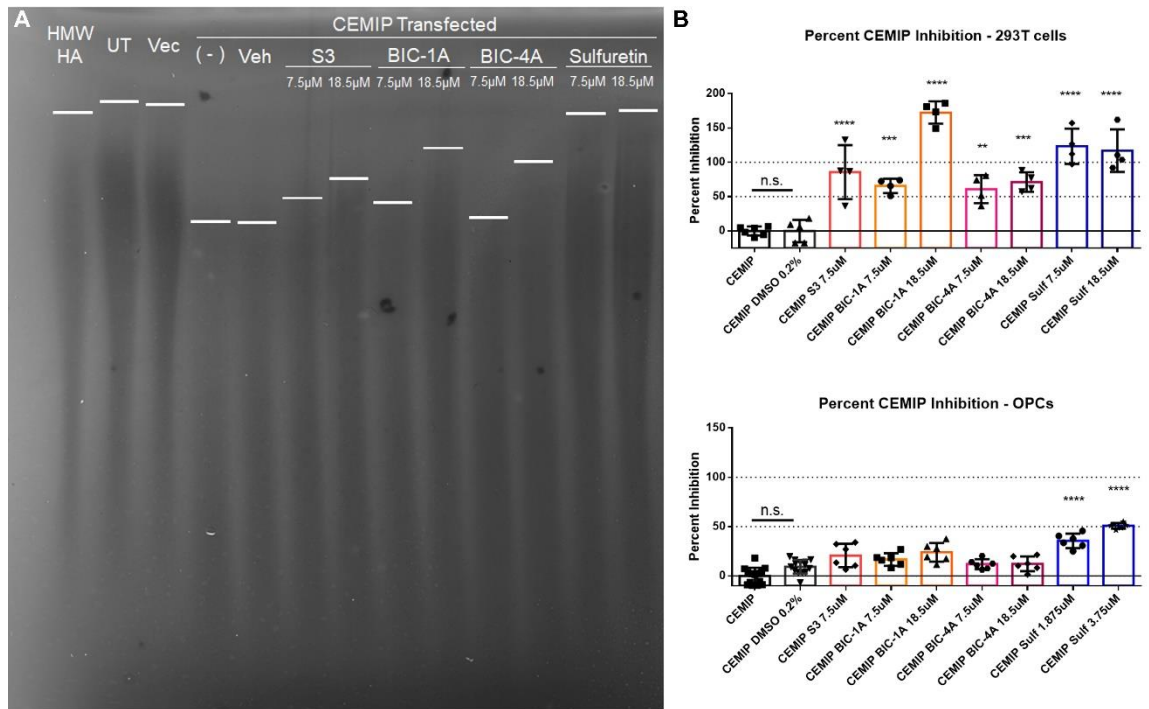 A
CEMIP Transfected
HMW HA
UT
Vec
(-)
Veh
S3
BIC-1A
BIC-4A
Sulfuretin
7.5µM 18.5µM 7.5µM 18.5µM 7.5µM 18.5µM 7.5µM 18.5µM
B
Percent CEMIP Inhibition - 293T cells
Percent Inhibition
200
150
100
50
0
n.s.
****
***
****
**
***
****
****
CEMIP
CEMIP DMSO 0.2%
CEMIP S3 7.5uM
CEMIP BIC-1A 7.5uM
CEMIP BIC-1A 18.5uM
CEMIP BIC-4A 7.5uM
CEMIP BIC-4A 18.5uM
CEMIP Sulf 7.5uM
CEMIP Sulf 18.5uM
Percent CEMIP Inhibition - OPCs
Percent Inhibition
150
100
50
0
n.s.
****
****
CEMIP
CEMIP DMSO 0.2%
CEMIP S3 7.5uM
CEMIP BIC-1A 7.5uM
CEMIP BIC-1A 18.5uM
CEMIP BIC-4A 7.5uM
CEMIP BIC-4A 18.5uM
CEMIP Sulf 1.875uM
CEMIP Sulf 3.75uM